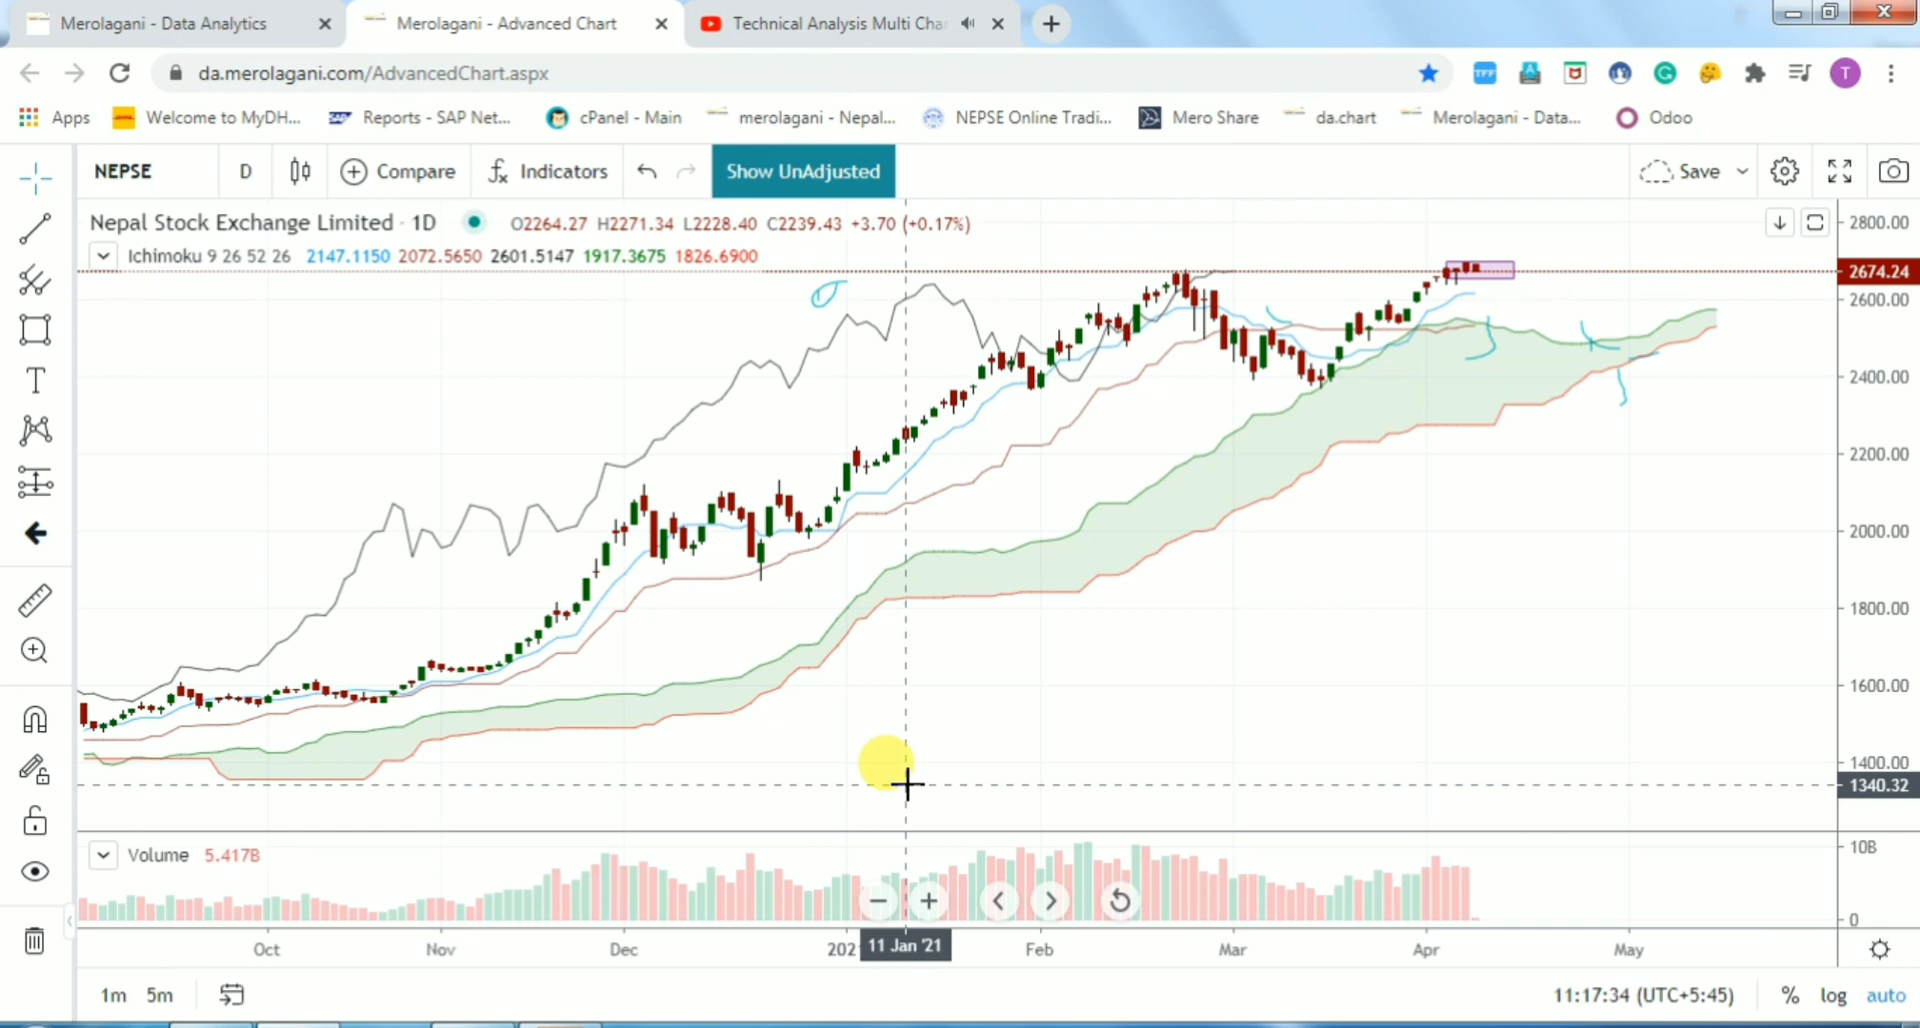 Merolagani - Data Analytics
Merolagani - Advanced Chart
Technical Analysis Multi Cha
da.merolagani.com/AdvancedChart.aspx
TFF
A
T
Apps
Welcome to MyDH...
SAP
Reports - SAP Net...
cPanel - Main
merolagani - Nepal...
NEPSE Online Tradi...
Mero Share
da.chart
Merolagani - Data...
Odoo
NEPSE
D
Compare
fx Indicators
Show UnAdjusted
Save
Nepal Stock Exchange Limited · 1D
O2264.27 H2271.34 L2228.40 C2239.43 +3.70 (+0.17%)
Ichimoku 9 26 52 26 2147.1150 2072.5650 2601.5147 1917.3675 1826.6900
2800.00
2674.24
2600.00
2400.00
2200.00
2000.00
1800.00
1600.00
1400.00
1340.32
T
Volume 5.417B
10B
0
Oct
Nov
Dec
202
11 Jan '21
Feb
Mar
Apr
May
1m
5m
11:17:34 (UTC+5:45)
%
log
auto